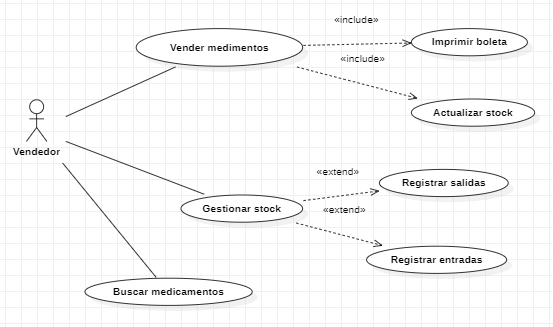 «include»
Imprimir boleta
Vender medimentos
«include»
Actualizar stock
Vendedor
«extend»
Registrar salidas
Gestionar stock
«extend»
Registrar entradas
Buscar medicamentos